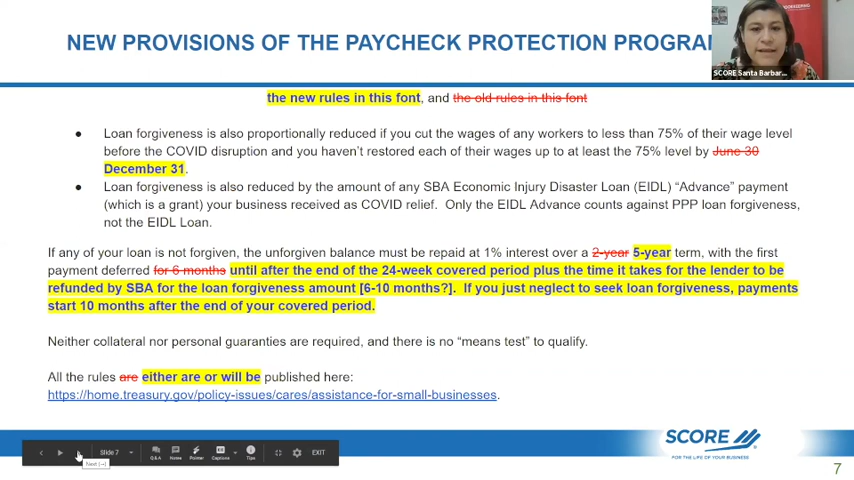 NEW PROVISIONS OF THE PAYCHECK PROTECTION PROGRAM
SCORE Santa Barbar...
the new rules in this font, and the old rules in this font
● Loan forgiveness is also proportionally reduced if you cut the wages of any workers to less than 75% of their wage level
before the COVID disruption and you haven't restored each of their wages up to at least the 75% level by June 30
December 31.
● Loan forgiveness is also reduced by the amount of any SBA Economic Injury Disaster Loan (EIDL) “Advance” payment
(which is a grant) your business received as COVID relief. Only the EIDL Advance counts against PPP loan forgiveness,
not the EIDL Loan.
If any of your loan is not forgiven, the unforgiven balance must be repaid at 1% interest over a 2-year 5-year term, with the first
payment deferred for 6 months until after the end of the 24-week covered period plus the time it takes for the lender to be
refunded by SBA for the loan forgiveness amount [6-10 months?]. If you just neglect to seek loan forgiveness, payments
start 10 months after the end of your covered period.
Neither collateral nor personal guaranties are required, and there is no “means test” to qualify.
All the rules are either are or will be published here:
https://home.treasury.gov/policy-issues/cares/assistance-for-small-businesses.
Slide 7
Q&A Notes Pointer Captions Tips EXIT
Next (→)
SCORE
FOR THE LIFE OF YOUR BUSINESS
7